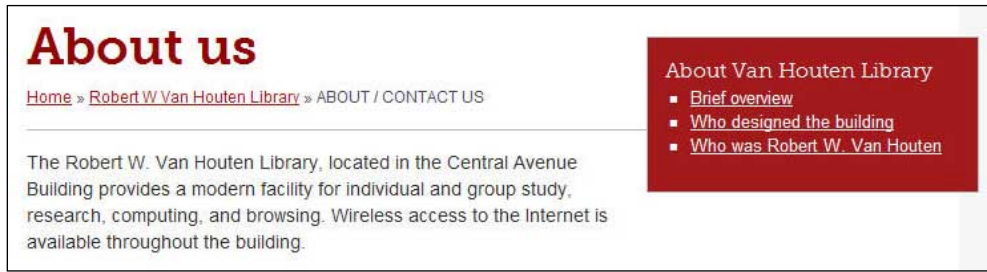 About us
Home » Robert W Van Houten Library » ABOUT / CONTACT US
The Robert W. Van Houten Library, located in the Central Avenue
Building provides a modern facility for individual and group study,
research, computing, and browsing. Wireless access to the Internet is
available throughout the building.
About Van Houten Library
▪ Brief overview
▪ Who designed the building
▪ Who was Robert W. Van Houten